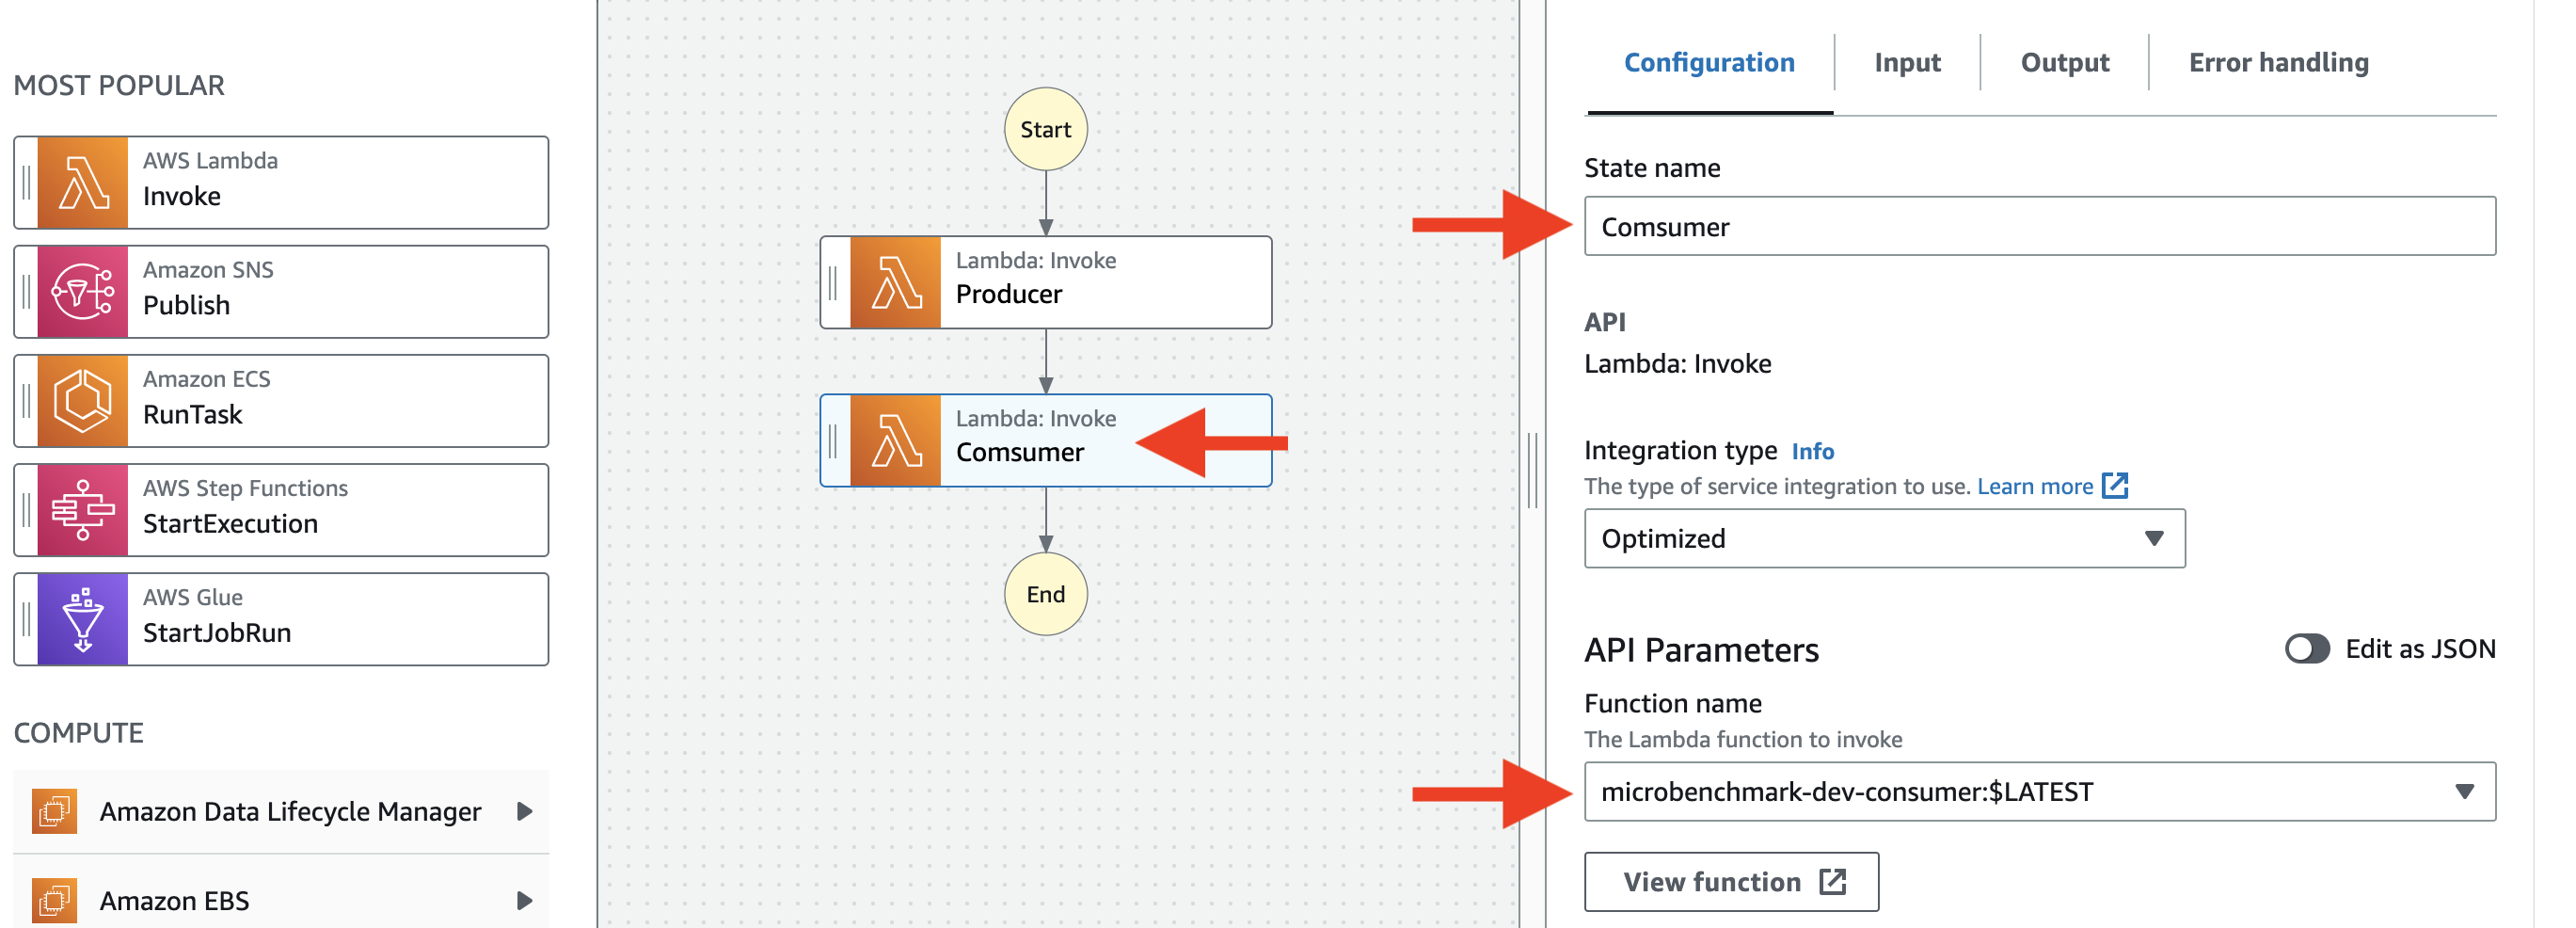 MOST POPULAR
AWS Lambda
Invoke
Amazon SNS
Publish
Amazon ECS
RunTask
AWS Step Functions
StartExecution
AWS Glue
StartJobRun
COMPUTE
Amazon Data Lifecycle Manager
Amazon EBS
Start
Lambda: Invoke
Producer
Lambda: Invoke
Comsumer
End
Configuration
Input
Output
Error handling
State name
Comsumer
API
Lambda: Invoke
Integration type Info
The type of service integration to use. Learn more
Optimized
API Parameters
Edit as JSON
Function name
The Lambda function to invoke
microbenchmark-dev-consumer:$LATEST
View function